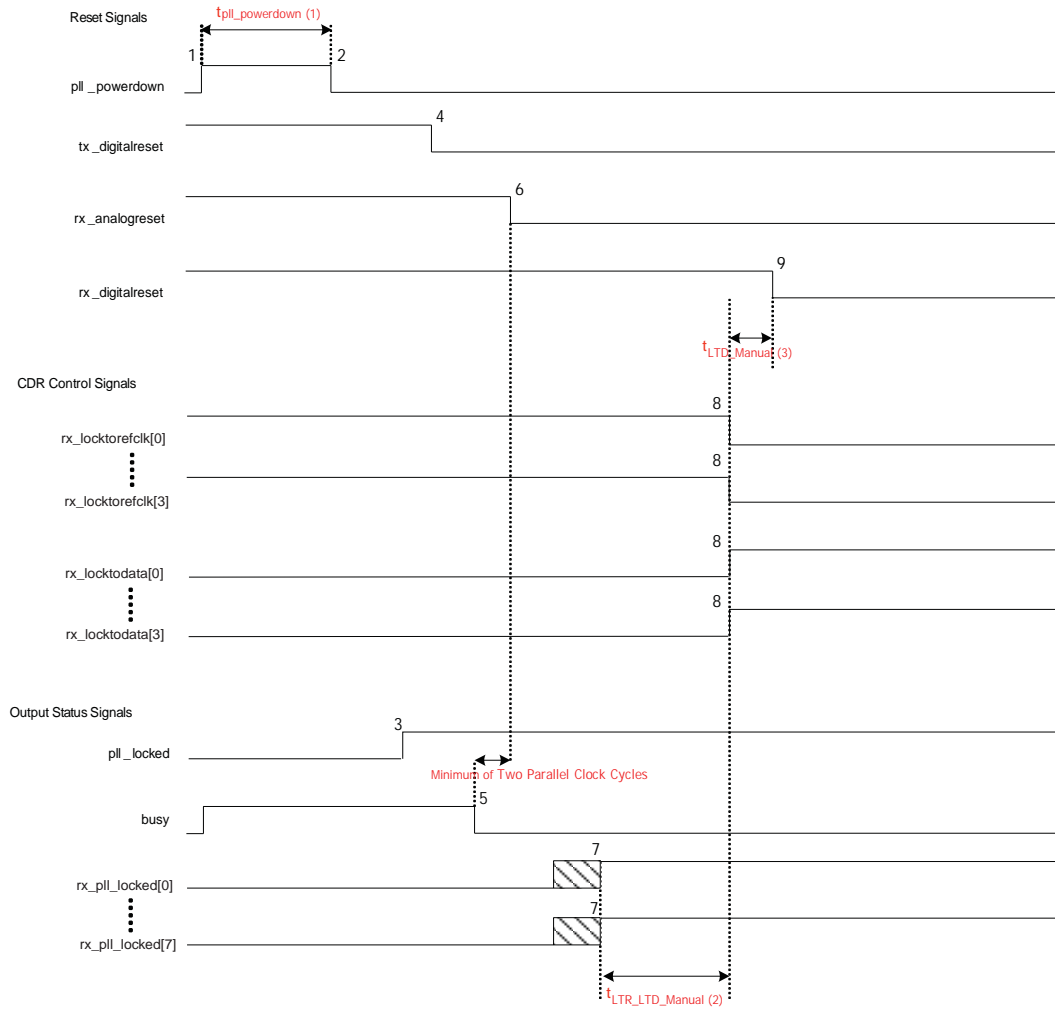 Reset Signals
tpll_powerdown (1)
1
2
pll _powerdown
4
tx _digitalreset
6
rx _analogreset
9
rx _digitalreset
tLTD_Manual (3)
CDR Control Signals
8
rx_locktorefclk[0]
8
rx_locktorefclk[3]
8
rx_locktodata[0]
8
rx_locktodata[3]
Output Status Signals
3
pll _locked
Minimum of Two Parallel Clock Cycles
5
busy
7
rx_pll_locked[0]
7
rx_pll_locked[7]
tLTR_LTD_Manual (2)